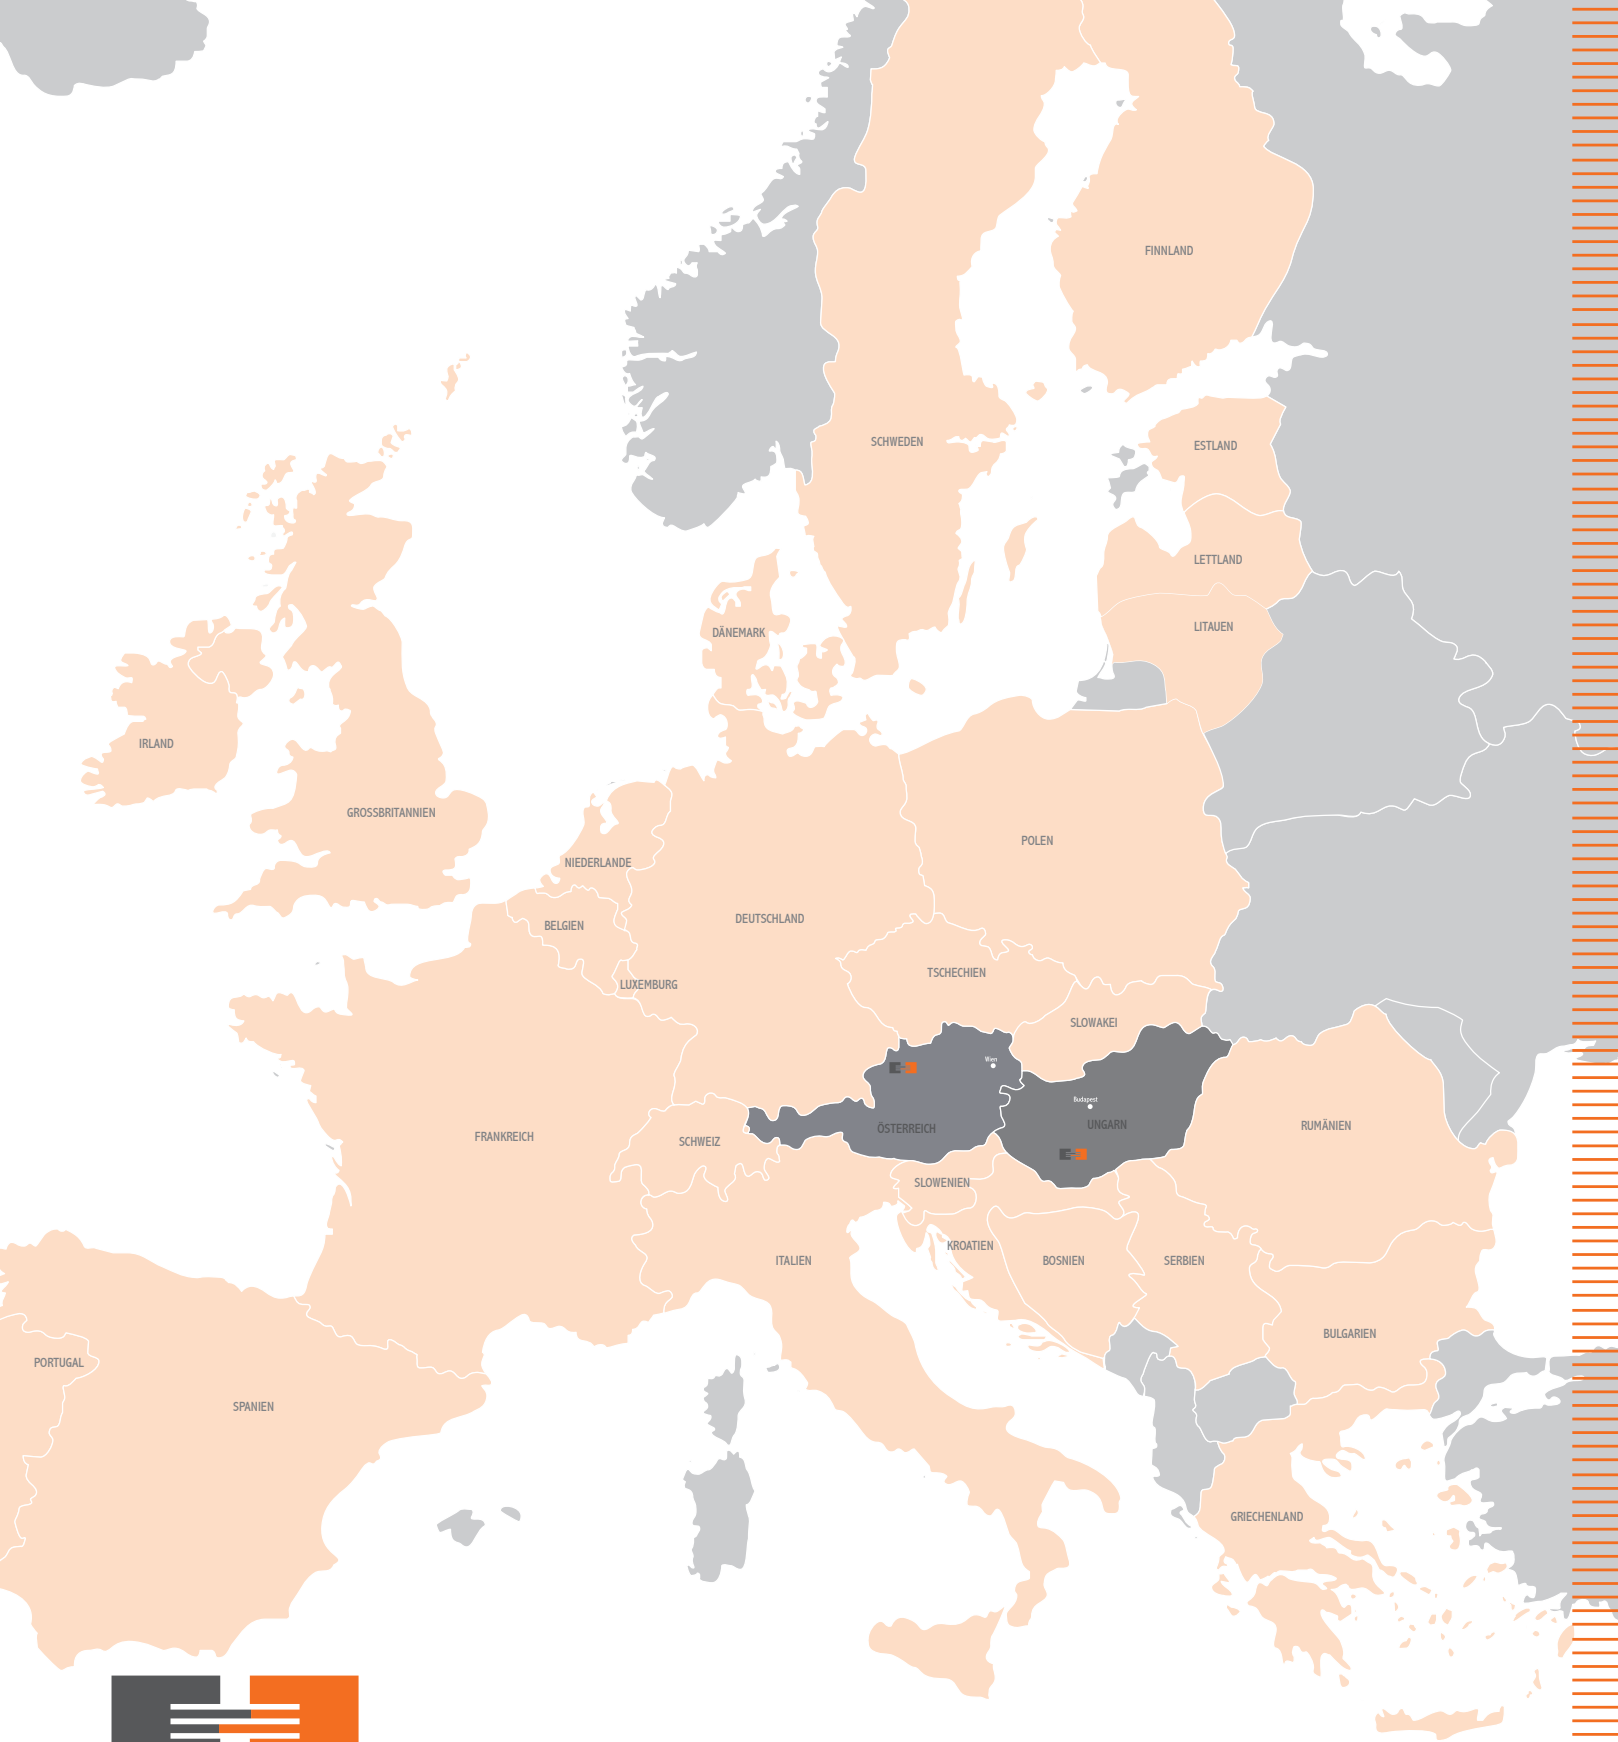 FINNLAND
SCHWEDEN
ESTLAND
LETTLAND
LITAUEN
DÄNEMARK
IRLAND
GROSSBRITANNIEN
POLEN
NIEDERLANDE
DEUTSCHLAND
BELGIEN
TSCHECHIEN
LUXEMBURG
SLOWAKEI
Wien
Budapest
ÖSTERREICH
UNGARN
RUMÄNIEN
FRANKREICH
SCHWEIZ
SLOWENIEN
KROATIEN
ITALIEN
BOSNIEN
SERBIEN
BULGARIEN
PORTUGAL
SPANIEN
GRIECHENLAND